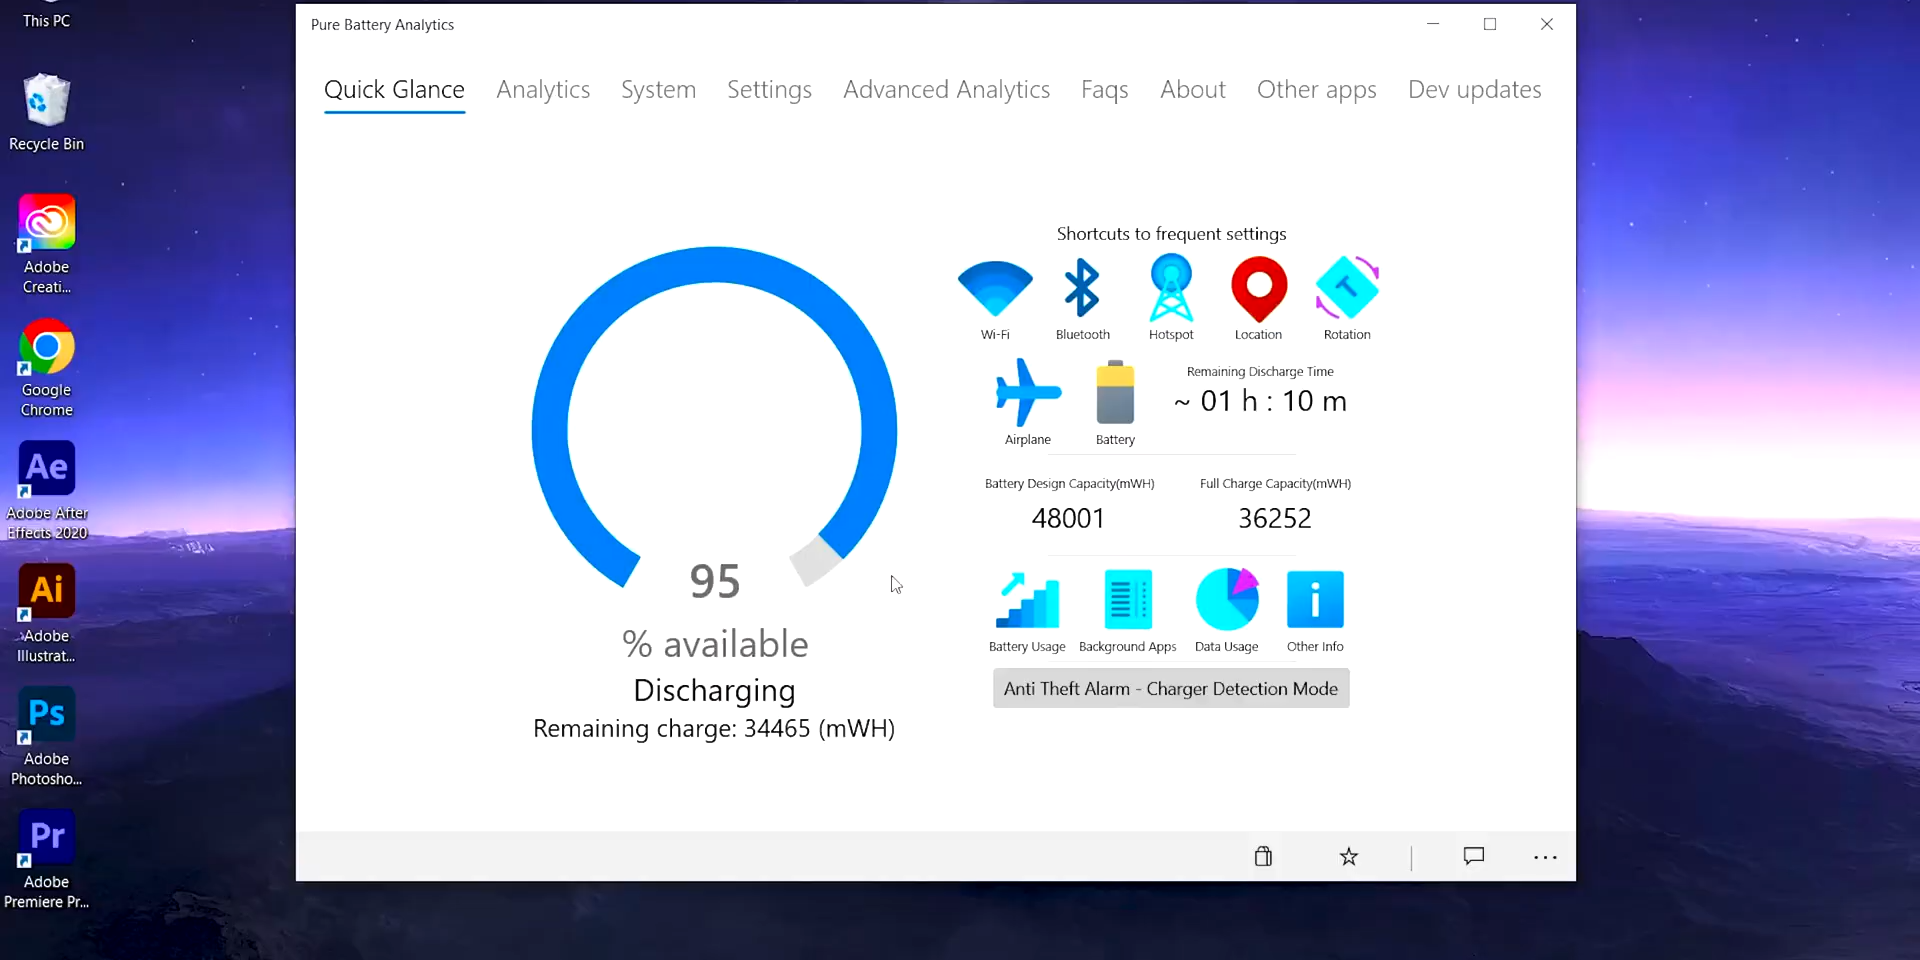 This PC
Recycle Bin
Adobe
Creati...
Google
Chrome
Ae
Adobe After
Effects 2020
Ai
Adobe
Illustrat...
Ps
Adobe
Photosho...
Pr
Adobe
Premiere Pr...
Pure Battery Analytics
Quick Glance Analytics System Settings Advanced Analytics Faqs About Other apps Dev updates
95
% available
Discharging
Remaining charge: 34465 (mWH)
Shortcuts to frequent settings
Wi-Fi Bluetooth Hotspot Location Rotation
Remaining Discharge Time
~ 01 h : 10 m
Airplane Battery
Battery Design Capacity(mWH) Full Charge Capacity(mWH)
48001 36252
Battery Usage Background Apps Data Usage Other Info
Anti Theft Alarm - Charger Detection Mode